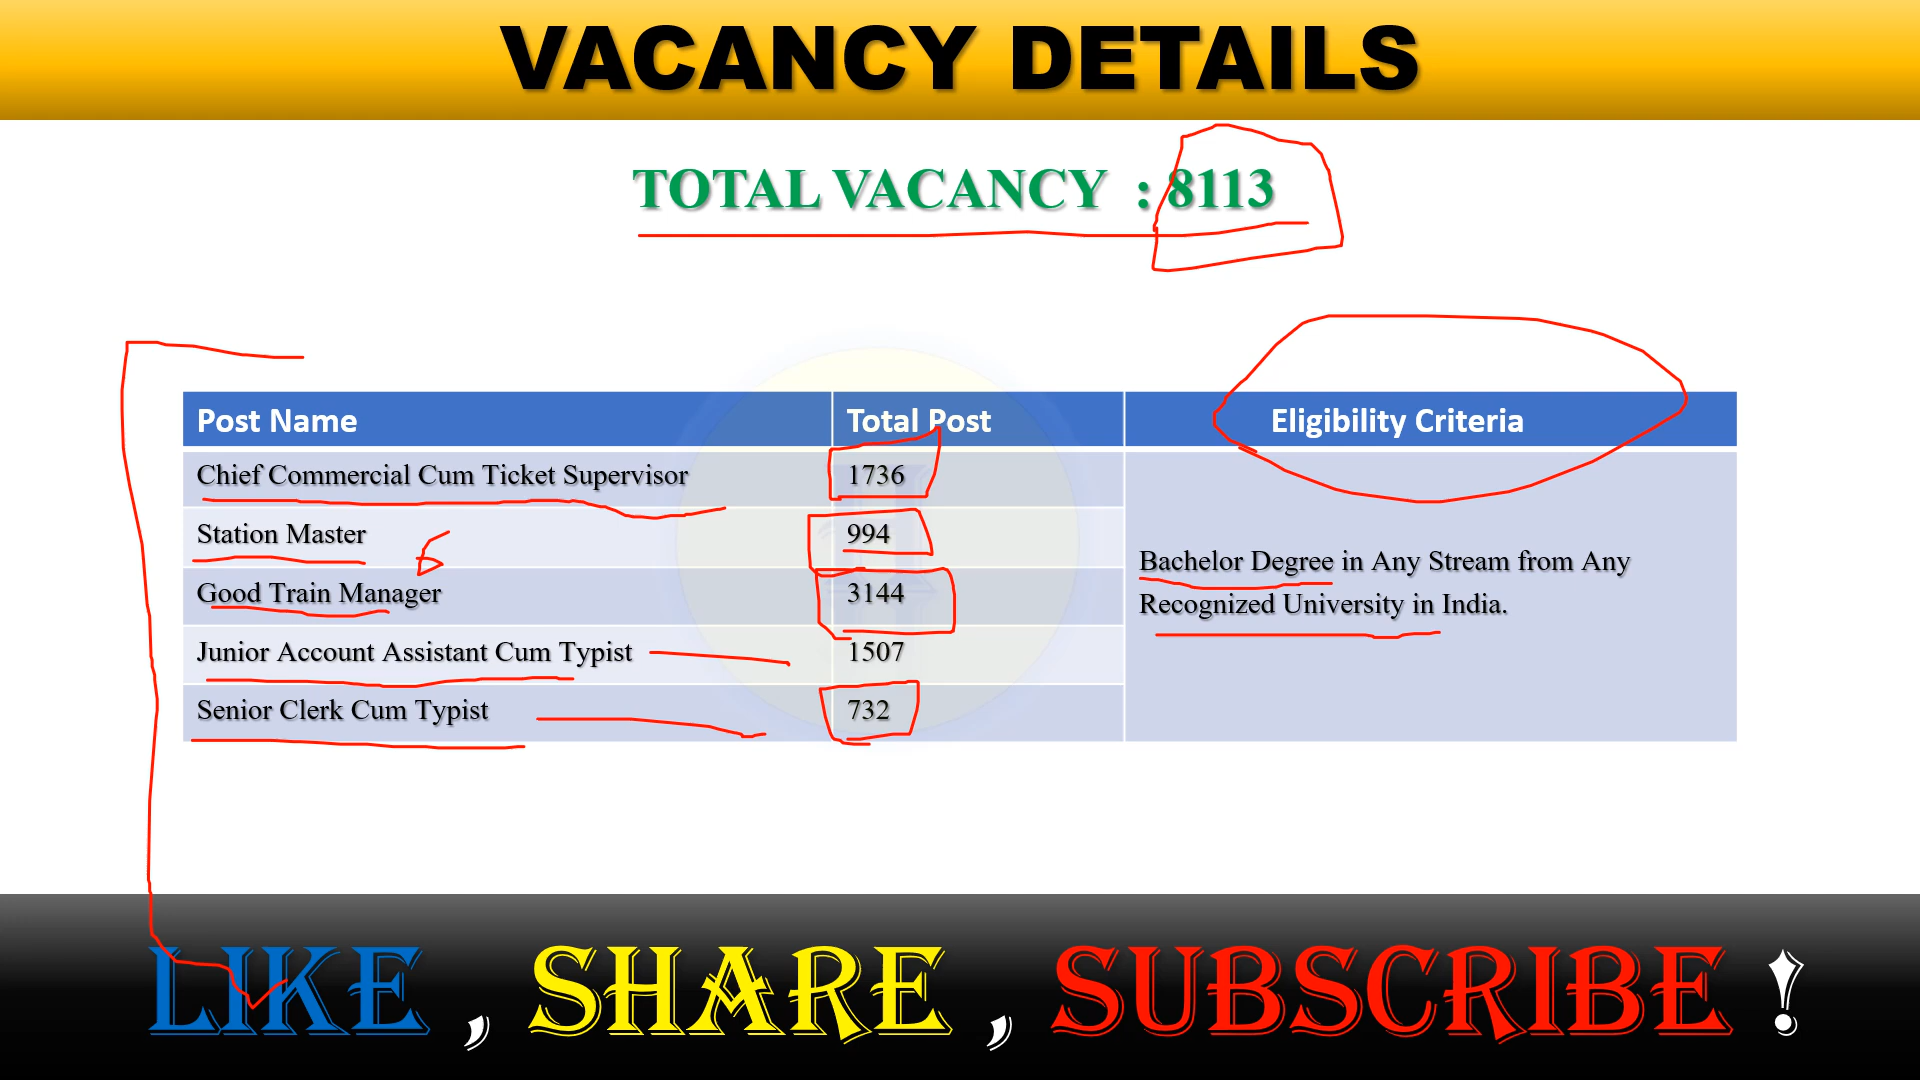 VACANCY DETAILS
TOTAL VACANCY : 8113
Post Name Total Post Eligibility Criteria
Chief Commercial Cum Ticket Supervisor 1736
Station Master 994
Good Train Manager 3144
Junior Account Assistant Cum Typist 1507
Senior Clerk Cum Typist 732
Bachelor Degree in Any Stream from Any
Recognized University in India.
LIKE , SHARE , SUBSCRIBE !